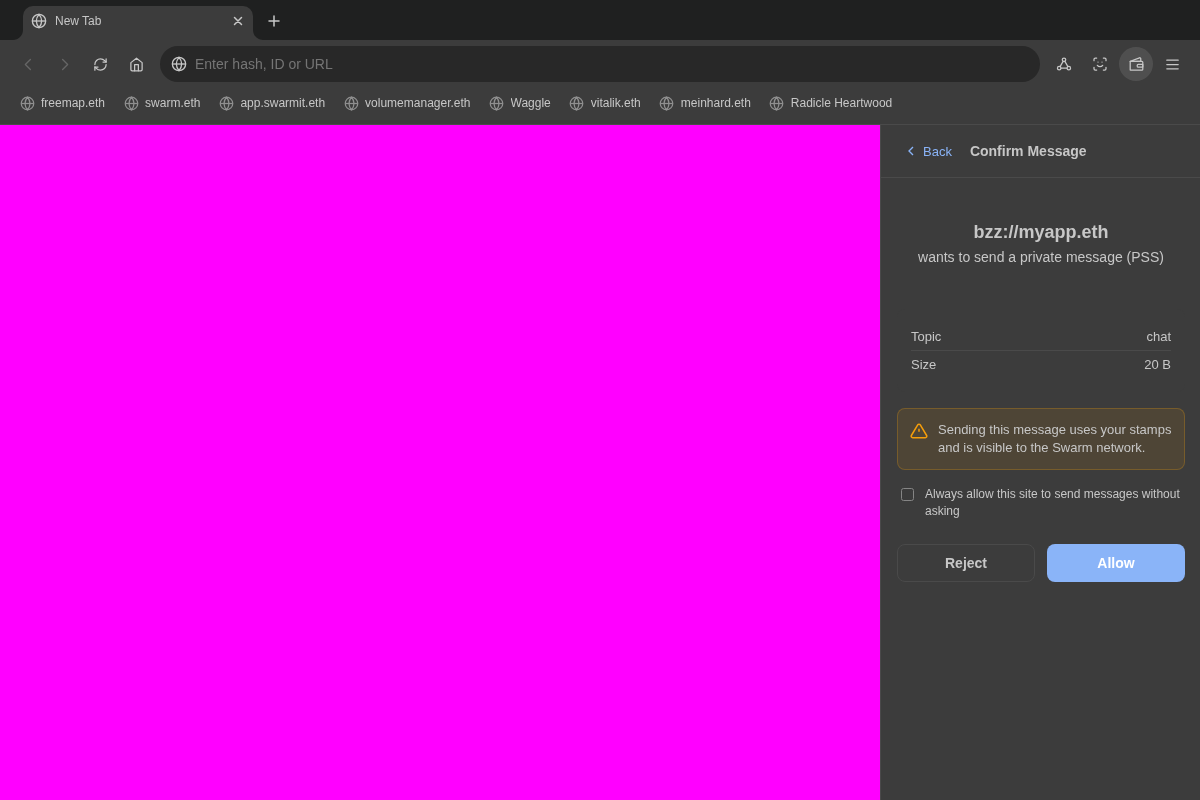 New Tab
Enter hash, ID or URL
freemap.eth swarm.eth app.swarmit.eth volumemanager.eth Waggle vitalik.eth meinhard.eth Radicle Heartwood
Back Confirm Message
bzz://myapp.eth
wants to send a private message (PSS)
Topic chat
Size 20 B
Sending this message uses your stamps
and is visible to the Swarm network.
Always allow this site to send messages without
asking
Reject Allow